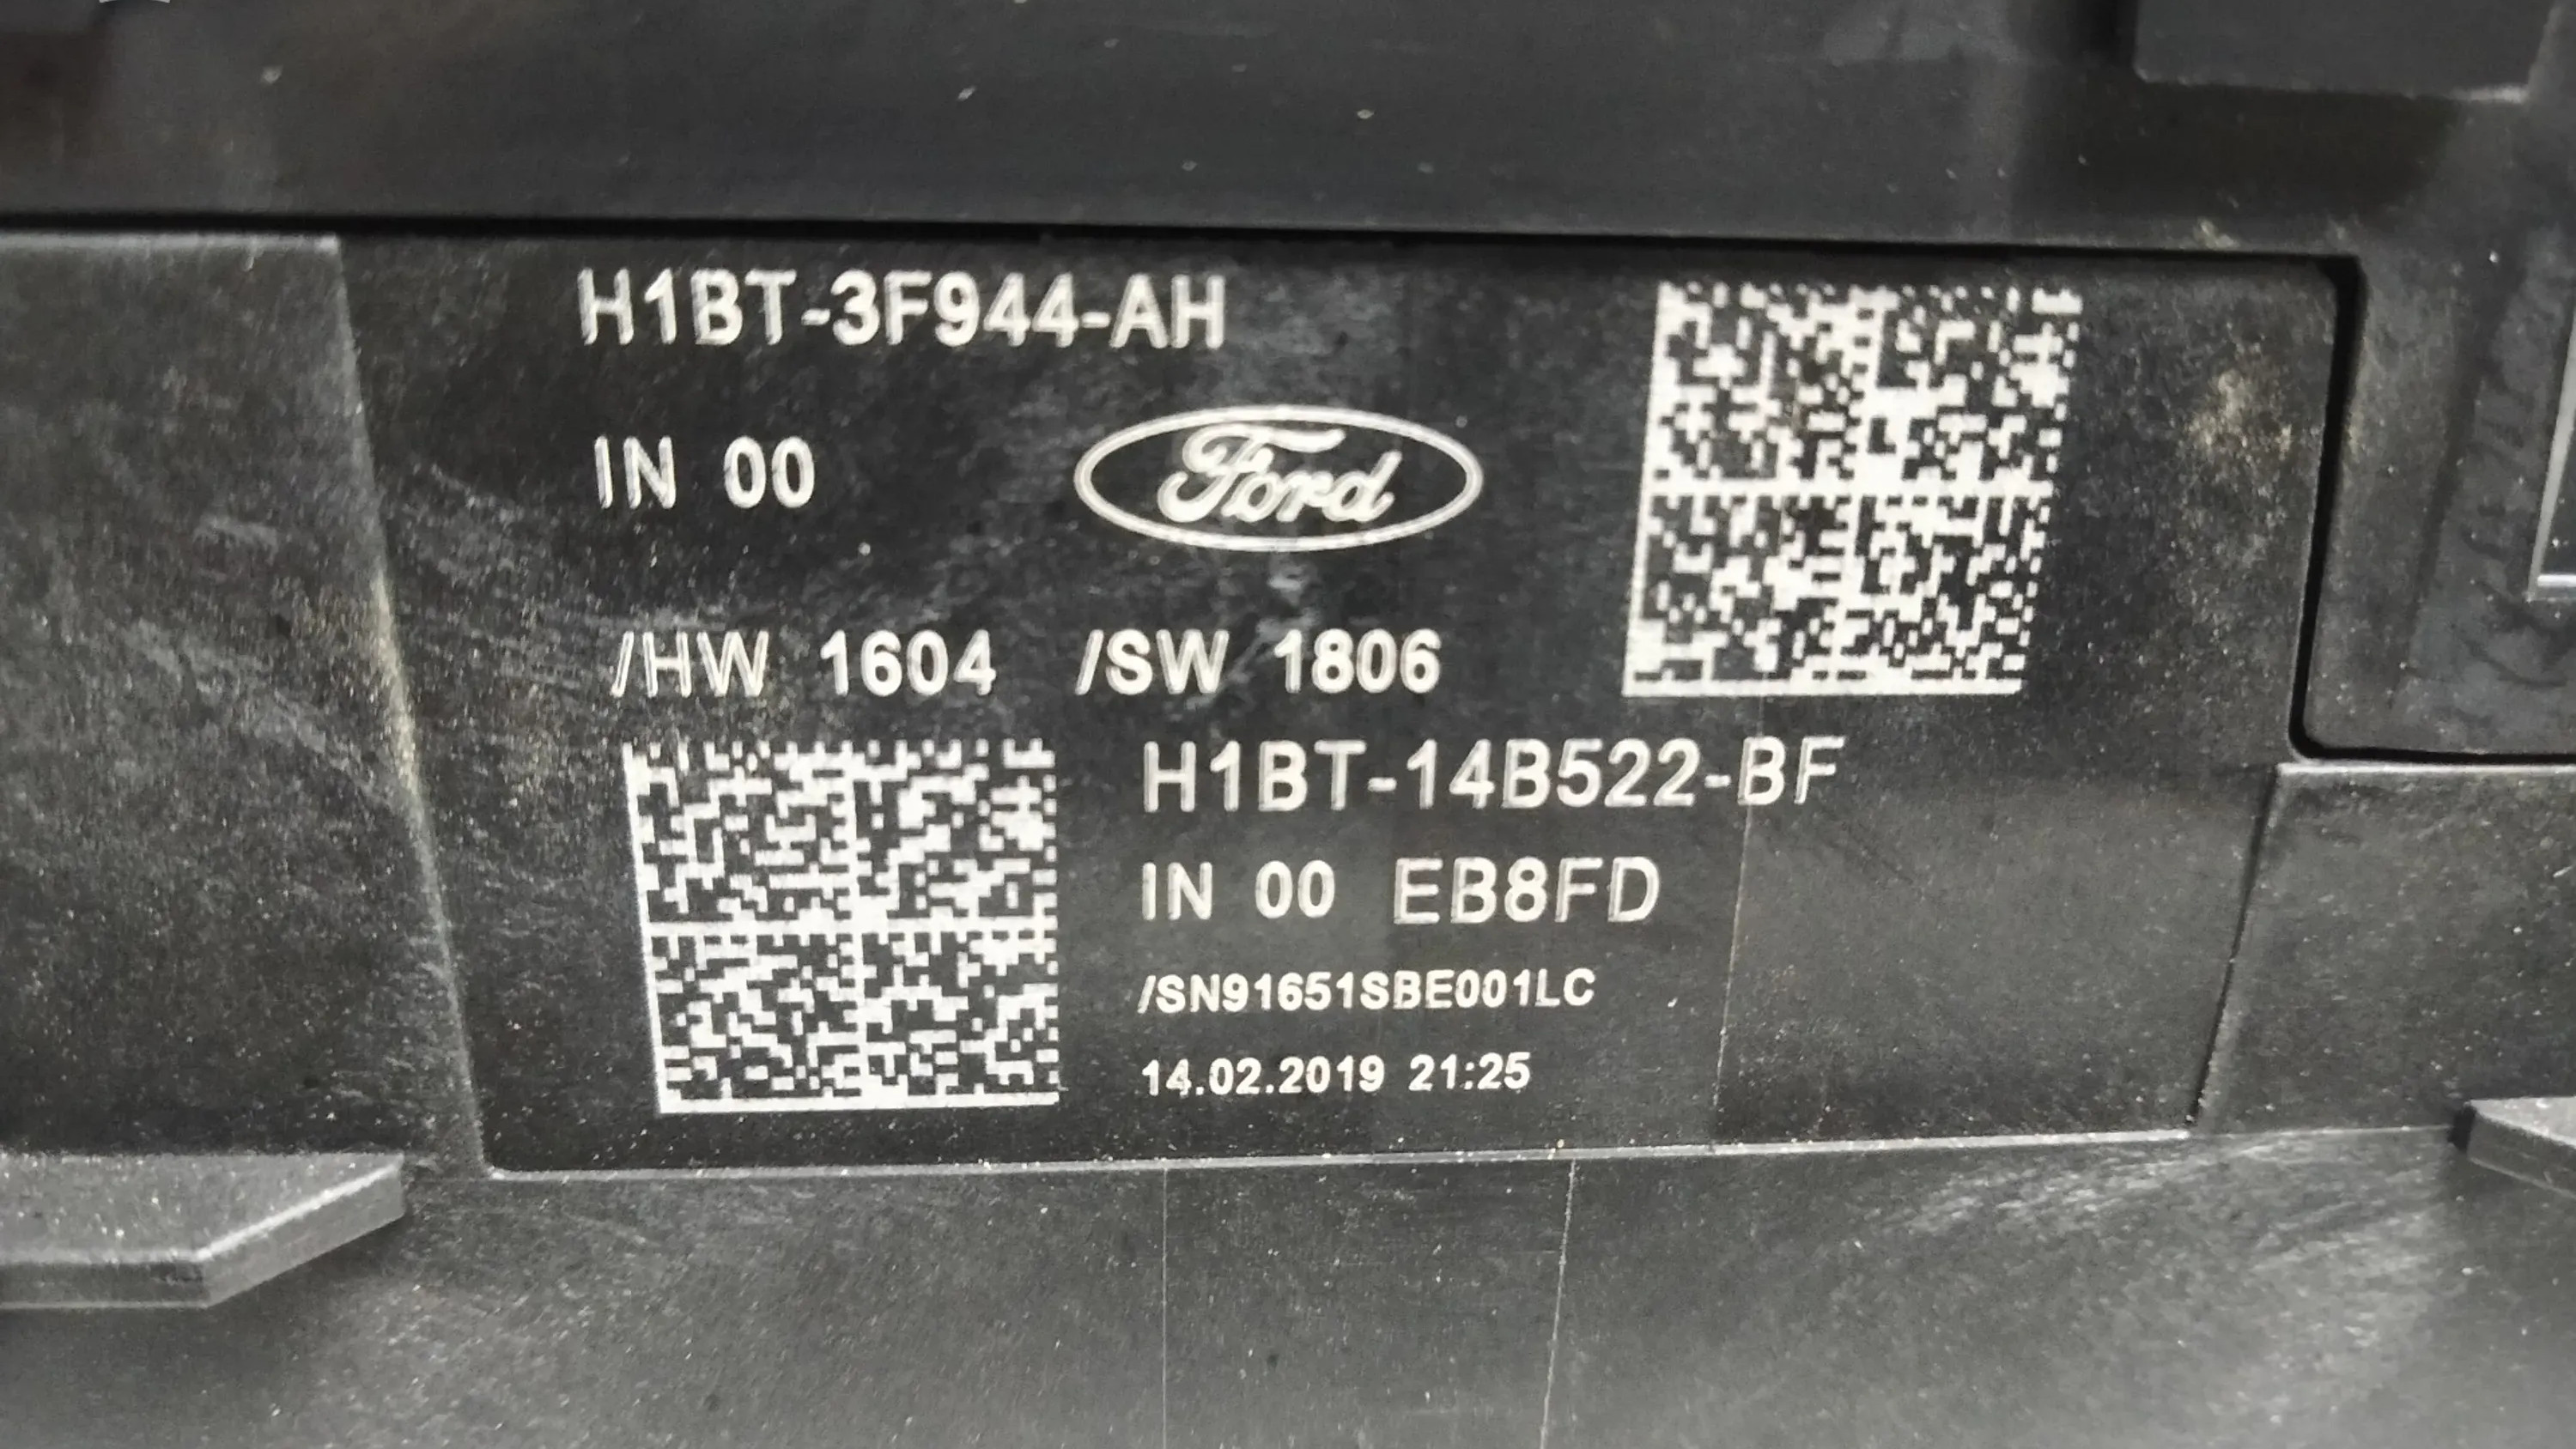 H1BT-3F944-AH
IN 00
Ford
/HW 1604 /SW 1806
H1BT-14B522-BF
IN 00 EB8FD
/SN91651SBE001LC
14.02.2019 21:25